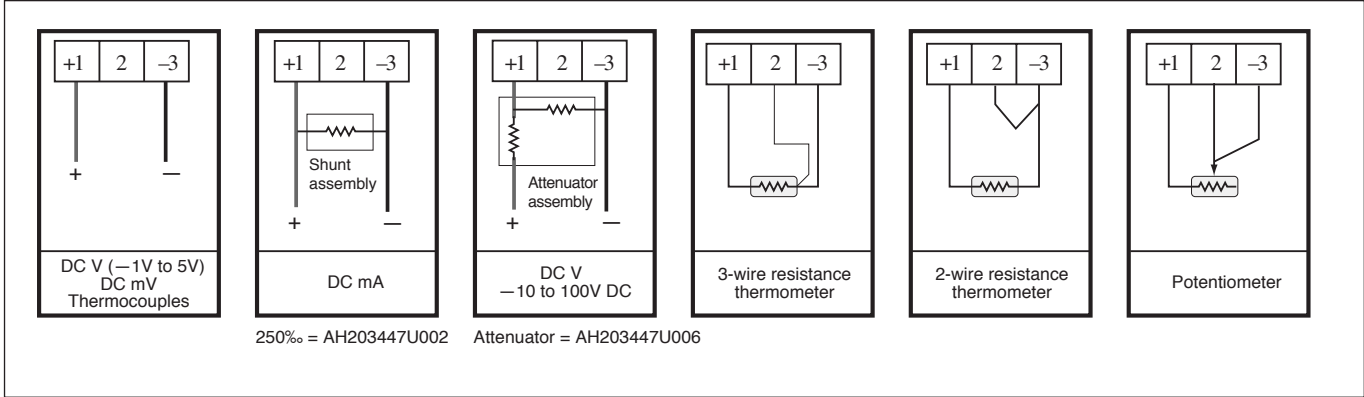 +1 2 –3
+ —
DC V (—1V to 5V)
DC mV
Thermocouples
+1 2 –3
Shunt
assembly
+ —
DC mA
250‰ = AH203447U002
+1 2 –3
Attenuator
assembly
+ —
DC V
—10 to 100V DC
Attenuator = AH203447U006
+1 2 –3
3-wire resistance
thermometer
+1 2 –3
2-wire resistance
thermometer
+1 2 –3
Potentiometer